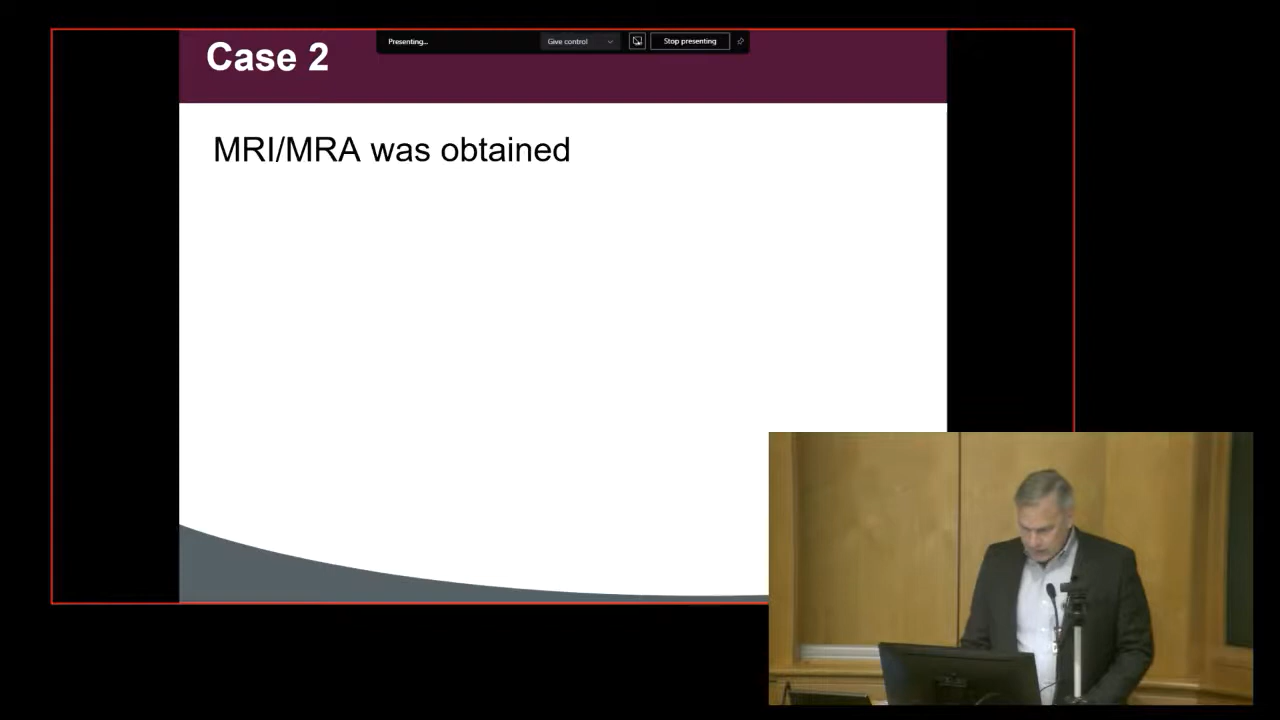 Case 2
Presenting...
Give control
Stop presenting
MRI/MRA was obtained